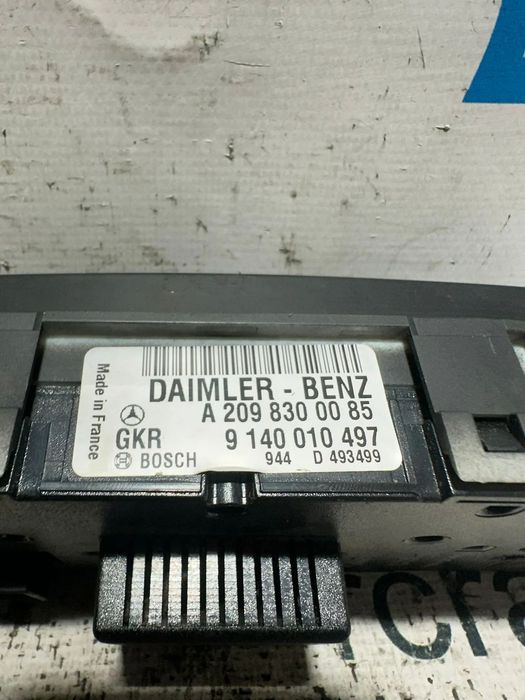 DAIMLER - BENZ
A 209 830 00 85
GKR 9 140 010 497
BOSCH 944 D 493499
Made in France